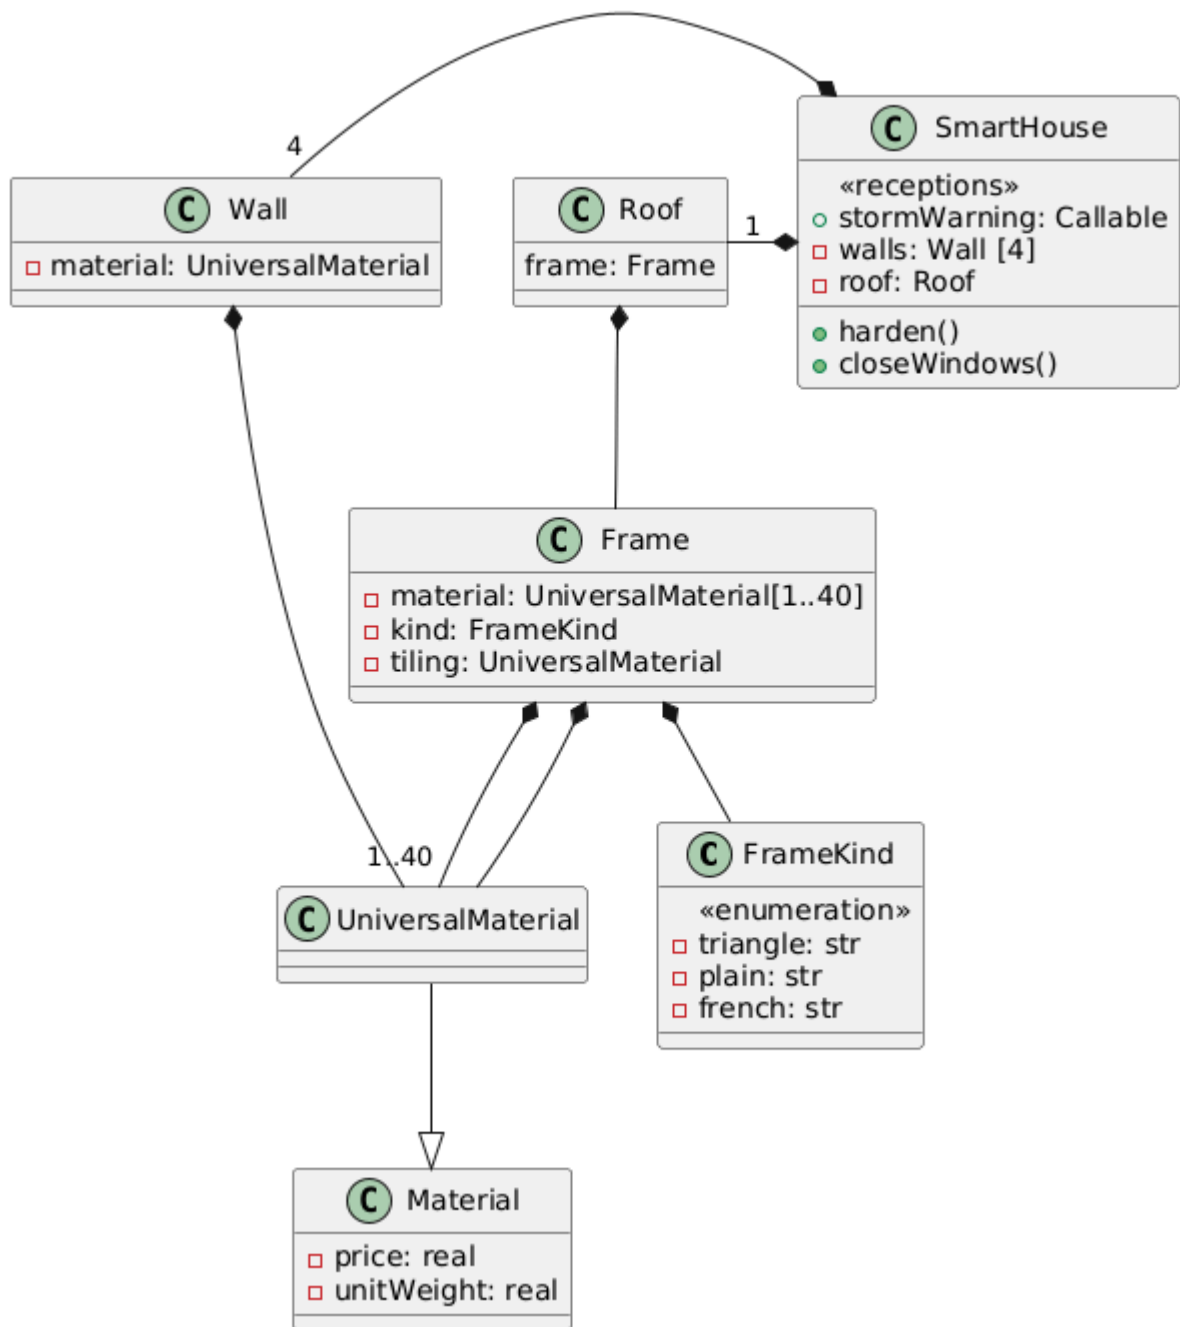 4
C Wall
material: UniversalMaterial
C Roof
frame: Frame
1
C SmartHouse
«receptions»
stormWarning: Callable
walls: Wall [4]
roof: Roof
harden()
closeWindows()
C Frame
material: UniversalMaterial[1..40]
kind: FrameKind
tiling: UniversalMaterial
1..40
C UniversalMaterial
C FrameKind
«enumeration»
triangle: str
plain: str
french: str
C Material
price: real
unitWeight: real